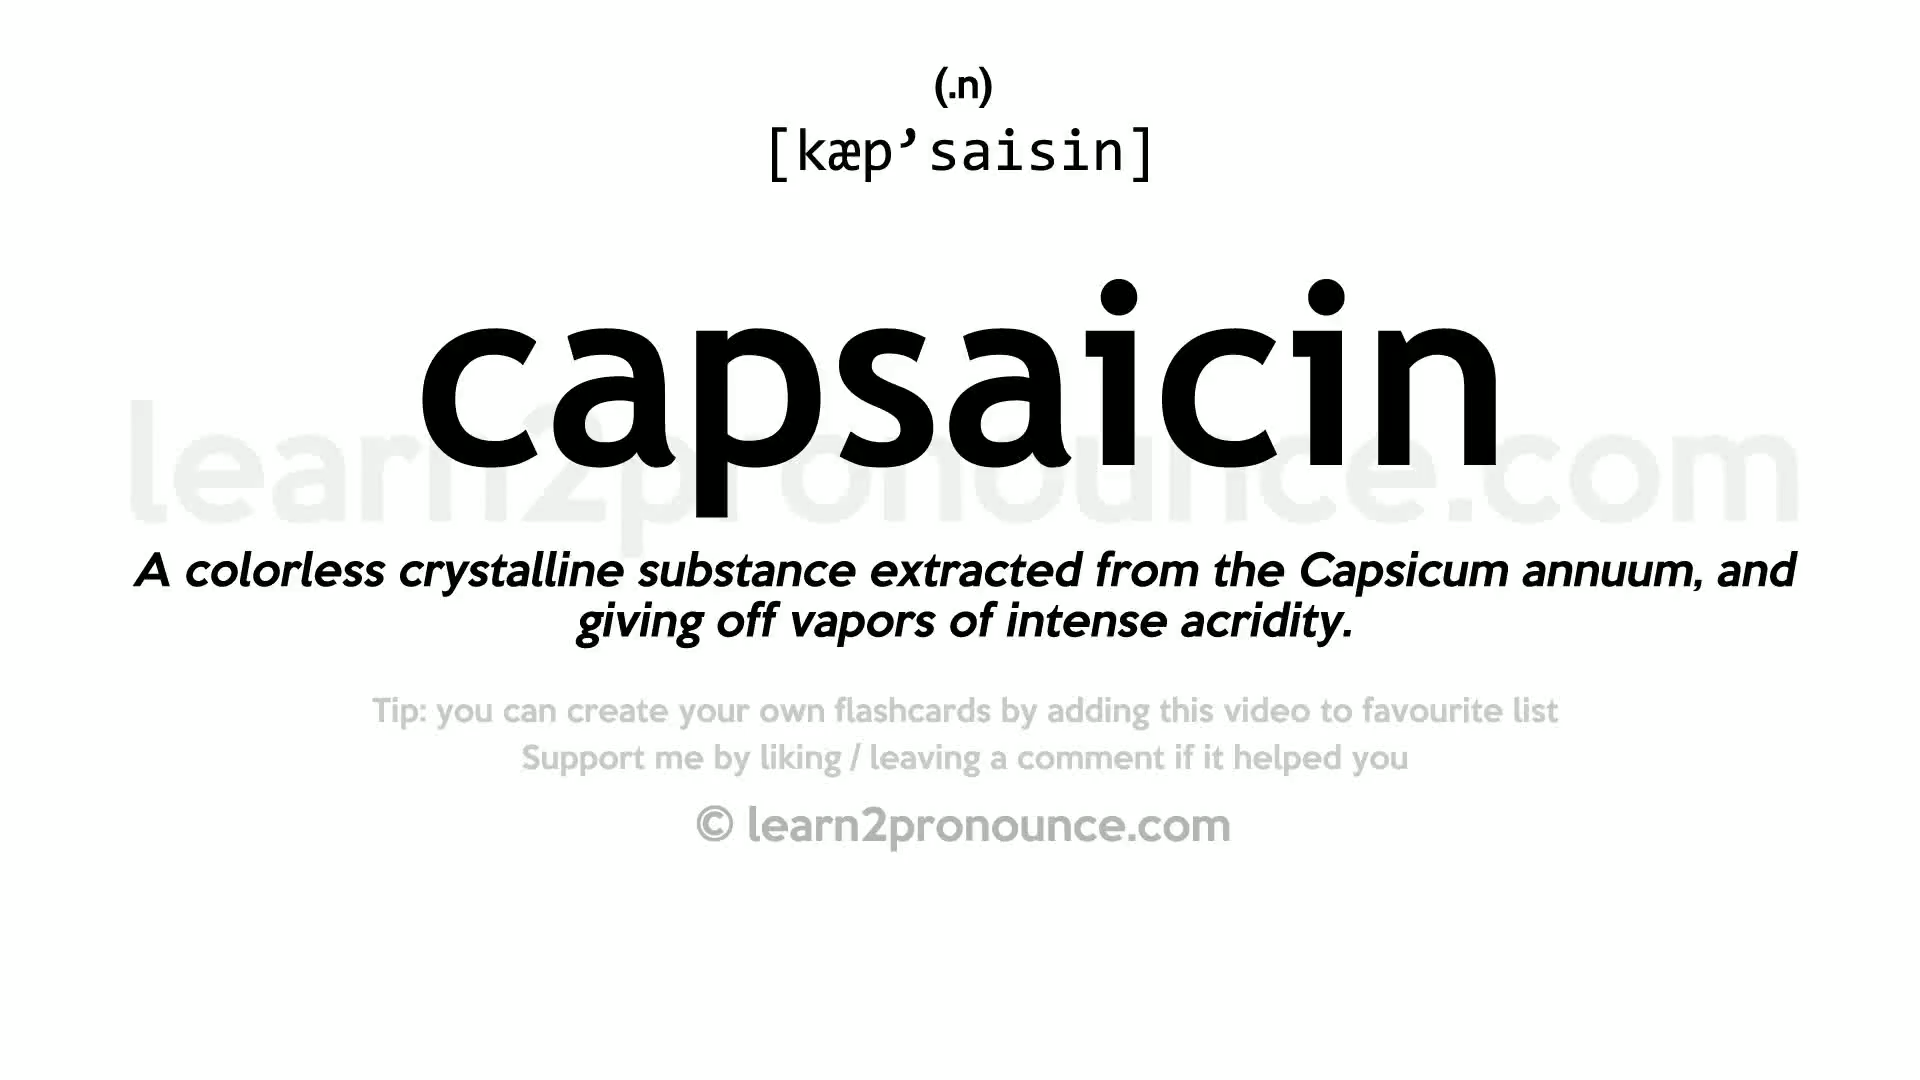 (.n)
[kæp’saisin]
capsaicin
learn2pronounce.com
A colorless crystalline substance extracted from the Capsicum annuum, and
giving off vapors of intense acridity.
Tip: you can create your own flashcards by adding this video to favourite list
Support me by liking / leaving a comment if it helped you
© learn2pronounce.com